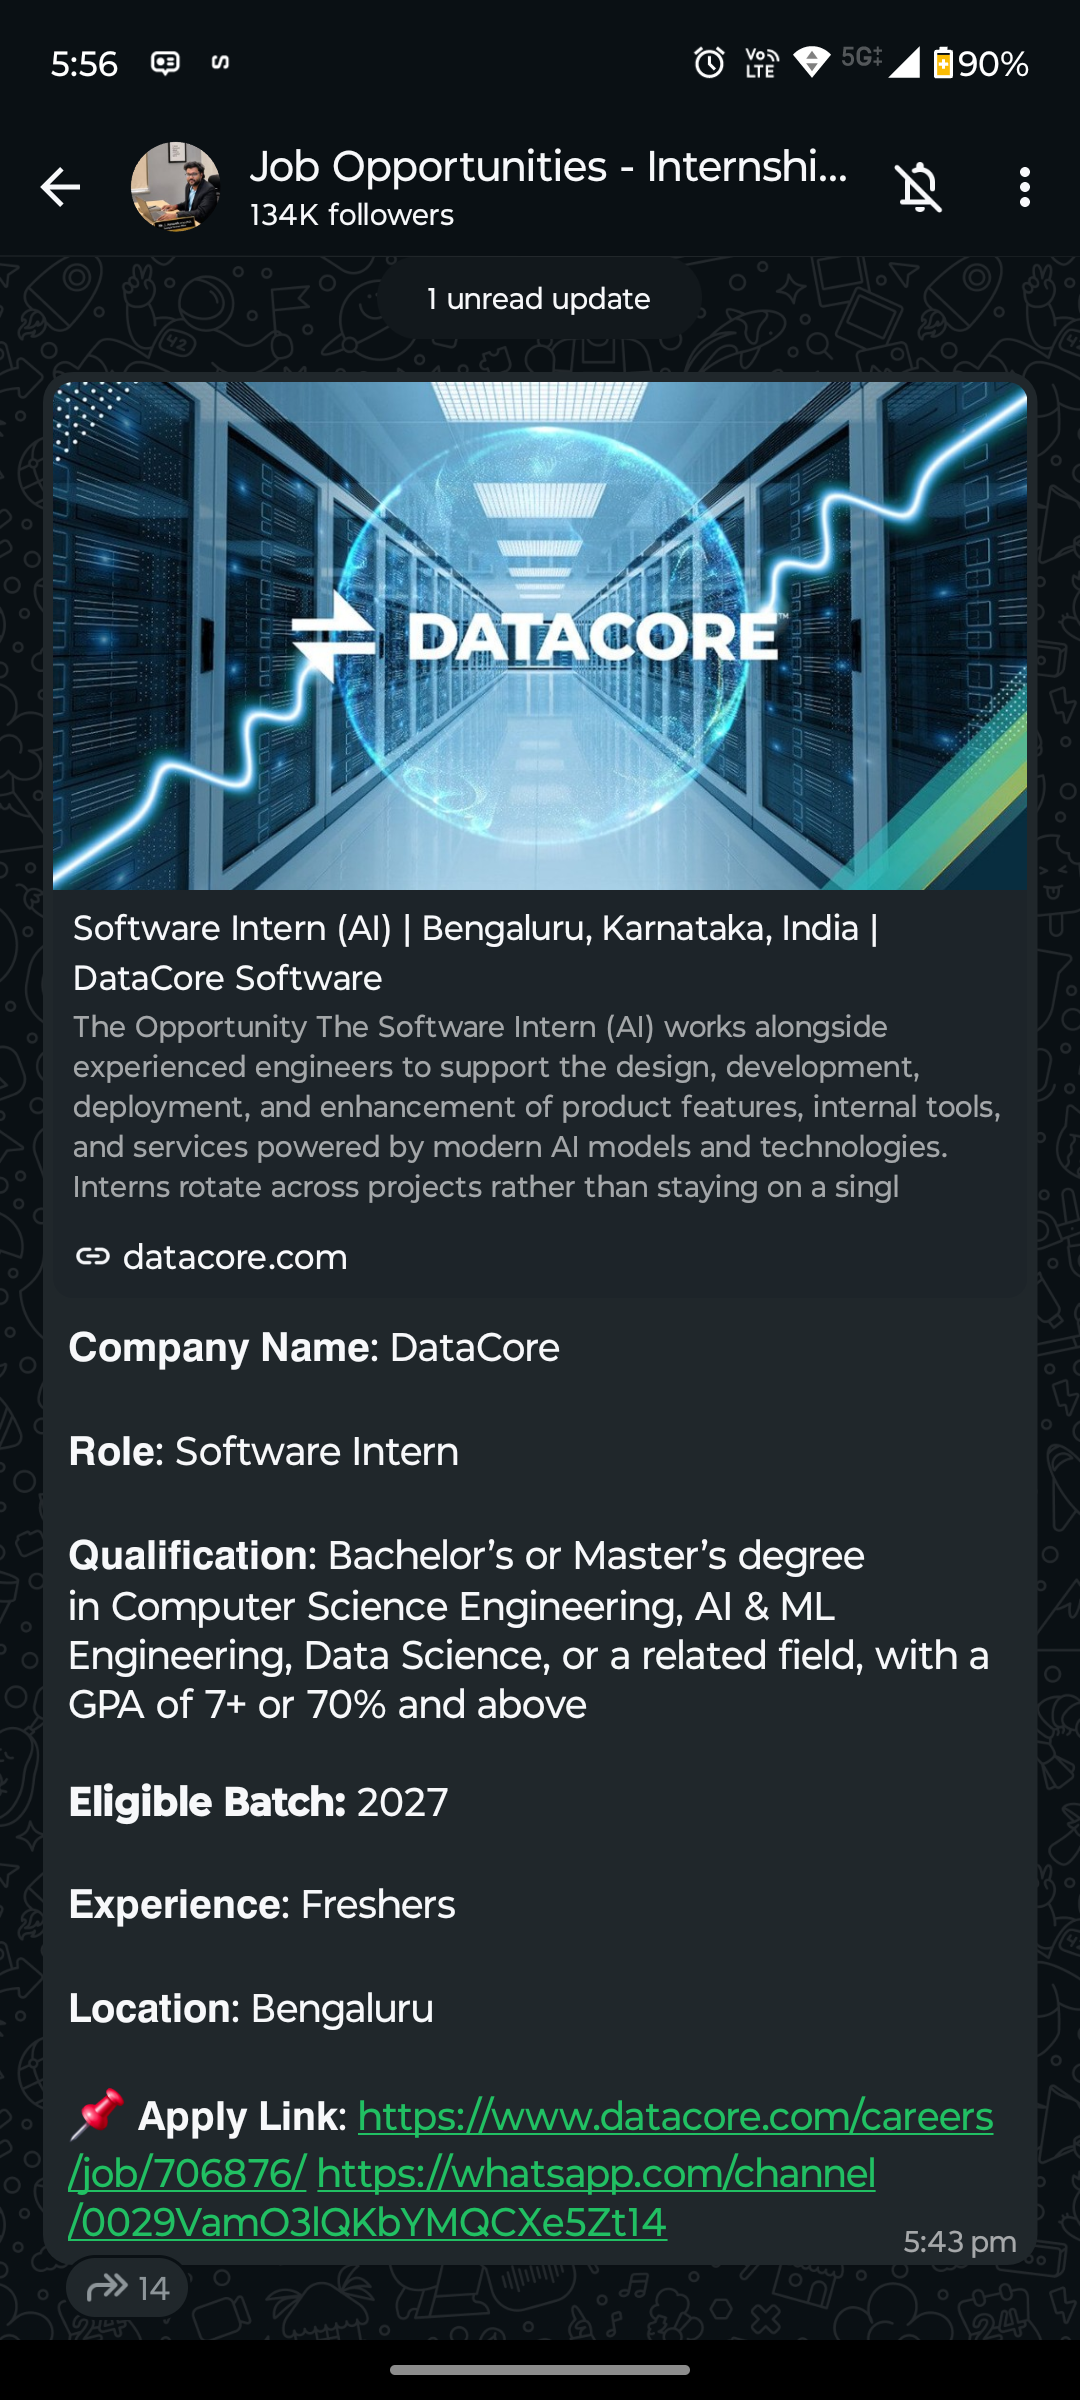 5:56
Vo LTE 5G 90%
Job Opportunities - Internshi...
134K followers
1 unread update
DATACORE™
Software Intern (AI) | Bengaluru, Karnataka, India |
DataCore Software
The Opportunity The Software Intern (AI) works alongside
experienced engineers to support the design, development,
deployment, and enhancement of product features, internal tools,
and services powered by modern AI models and technologies.
Interns rotate across projects rather than staying on a singl
datacore.com
Company Name: DataCore
Role: Software Intern
Qualification: Bachelor’s or Master’s degree
in Computer Science Engineering, AI & ML
Engineering, Data Science, or a related field, with a
GPA of 7+ or 70% and above
Eligible Batch: 2027
Experience: Freshers
Location: Bengaluru
📌 Apply Link: https://www.datacore.com/careers
/job/706876/ https://whatsapp.com/channel
/0029VamO3lQKbYMQCXe5Zt14
5:43 pm
14